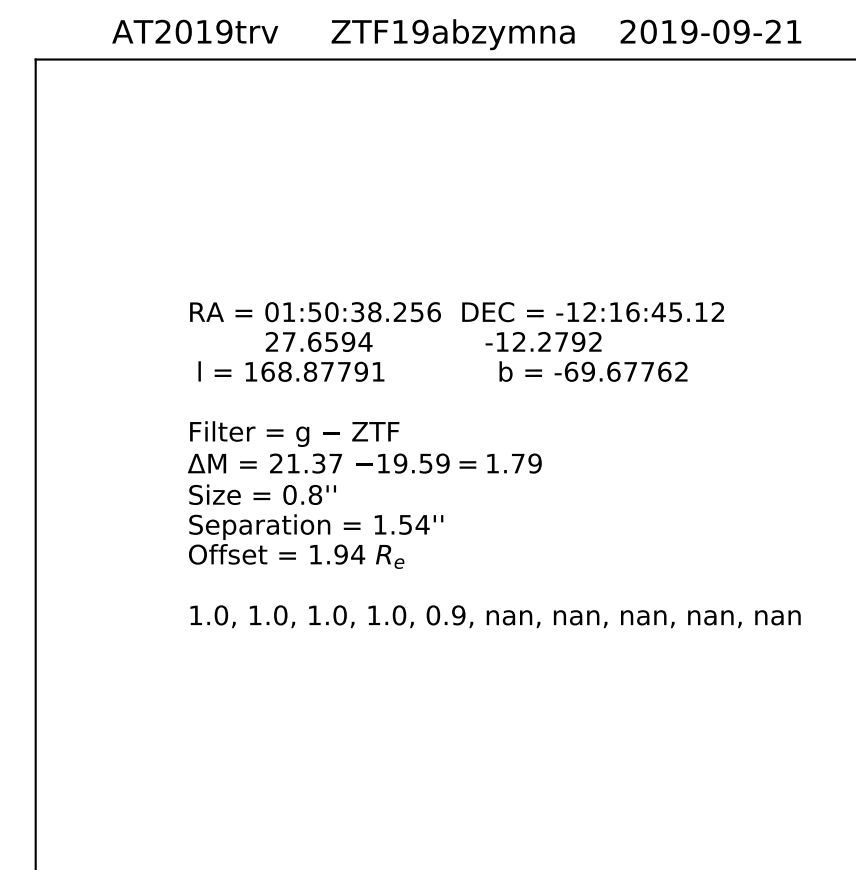 AT2019trv ZTF19abzymna 2019-09-21
RA = 01:50:38.256 DEC = -12:16:45.12
27.6594 -12.2792
l = 168.87791 b = -69.67762
Filter = g − ZTF
ΔM = 21.37 −19.59 = 1.79
Size = 0.8''
Separation = 1.54''
Offset = 1.94 Rₑ
1.0, 1.0, 1.0, 1.0, 0.9, nan, nan, nan, nan, nan